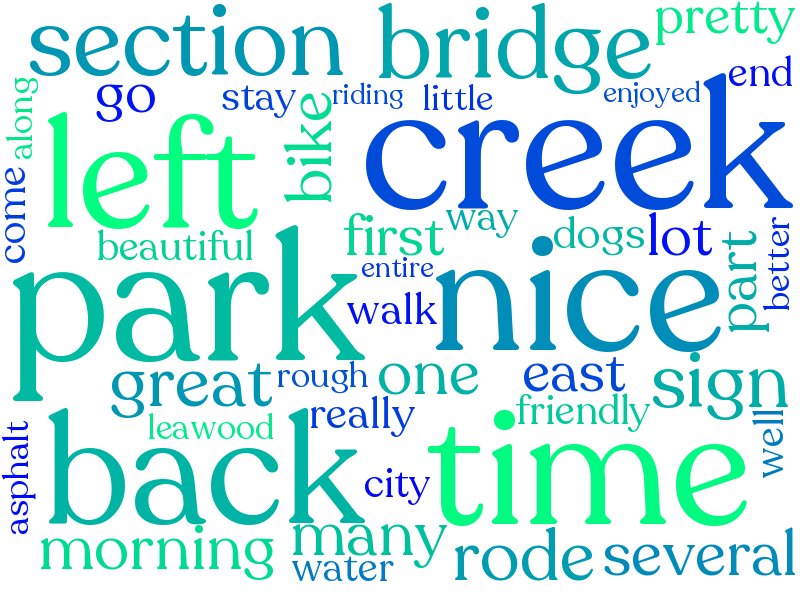 section
bridge
pretty
go
stay
riding
little
enjoyed
end
along
left
bike
creek
come
beautiful
first
way
dogs
lot
part
better
park
entire
walk
nice
great
rough
one
east
sign
leawood
really
friendly
well
asphalt
back
city
time
morning
many
water
rode
several